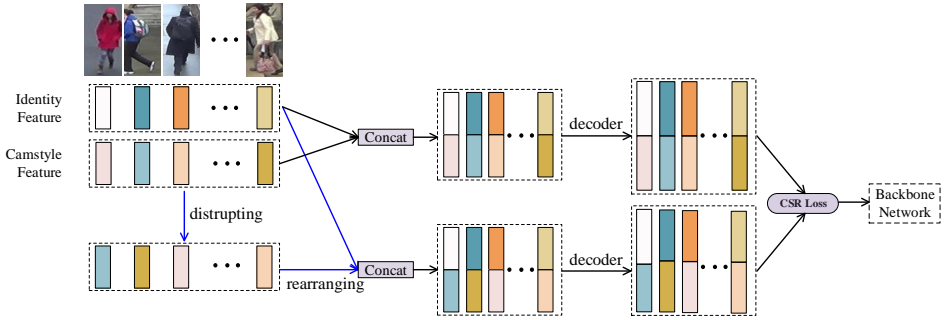 Identity
Feature
Camstyle
Feature
Concat
decoder
CSR Loss
Backbone
Network
distrupting
rearranging
Concat
decoder